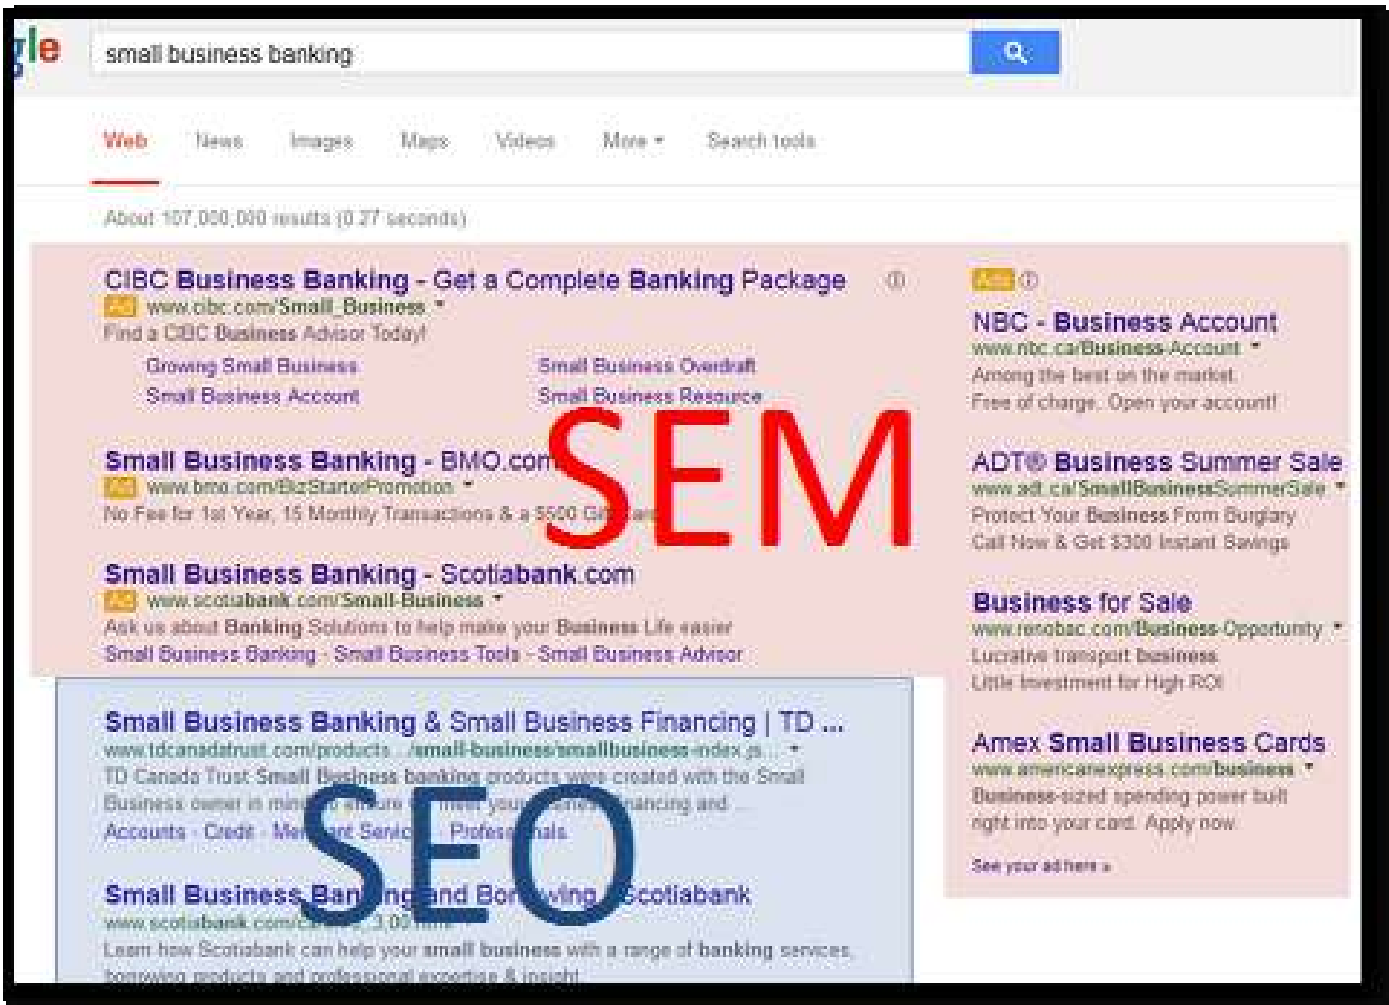 gle
small business banking
Web News Images Maps Videos More Search tools
About 107,000,000 results (0.27 seconds)
CIBC Business Banking - Get a Complete Banking Package
Ad www.cibc.com/Small_Business
Find a CIBC Business Advisor Today!
Growing Small Business Small Business Overdraft
Small Business Account Small Business Resource
Small Business Banking - BMO.com
Ad www.bmo.com/BizStarterPromotion
No Fee for 1st Year, 15 Monthly Transactions & a $500
Small Business Banking - Scotiabank.com
Ad www.scotiabank.com/Small-Business
Ask us about Banking Solutions to help make your Business Life easier
Small Business Banking - Small Business Tools - Small Business Advisor
SEM
Ads
NBC - Business Account
www.nbc.ca/Business-Account
Among the best on the market.
Free of charge. Open your account!
ADT® Business Summer Sale
www.adt.ca/SmallBusinessSummerSale
Protect Your Business From Burglary
Call Now & Get $300 Instant Savings
Business for Sale
www.renobac.com/Business-Opportunity
Lucrative transport business
Little Investment for High ROI
Amex Small Business Cards
www.americanexpress.com/business
Business-sized spending power built
right into your card. Apply now.
See your ad here »
Small Business Banking & Small Business Financing | TD ...
www.tdcanadatrust.com/products.../small-business/smallbusiness-index.js...
TD Canada Trust Small Business banking products were created with the Small
Business owner in meet your financing and ...
Accounts - Credit - Merchant Professionals
Small Business Banking and Borrowing Scotiabank
www.scotiabank.com
Learn how Scotiabank can help your small business with a range of banking services,
borrowing products and professional expertise & insight.
SEO